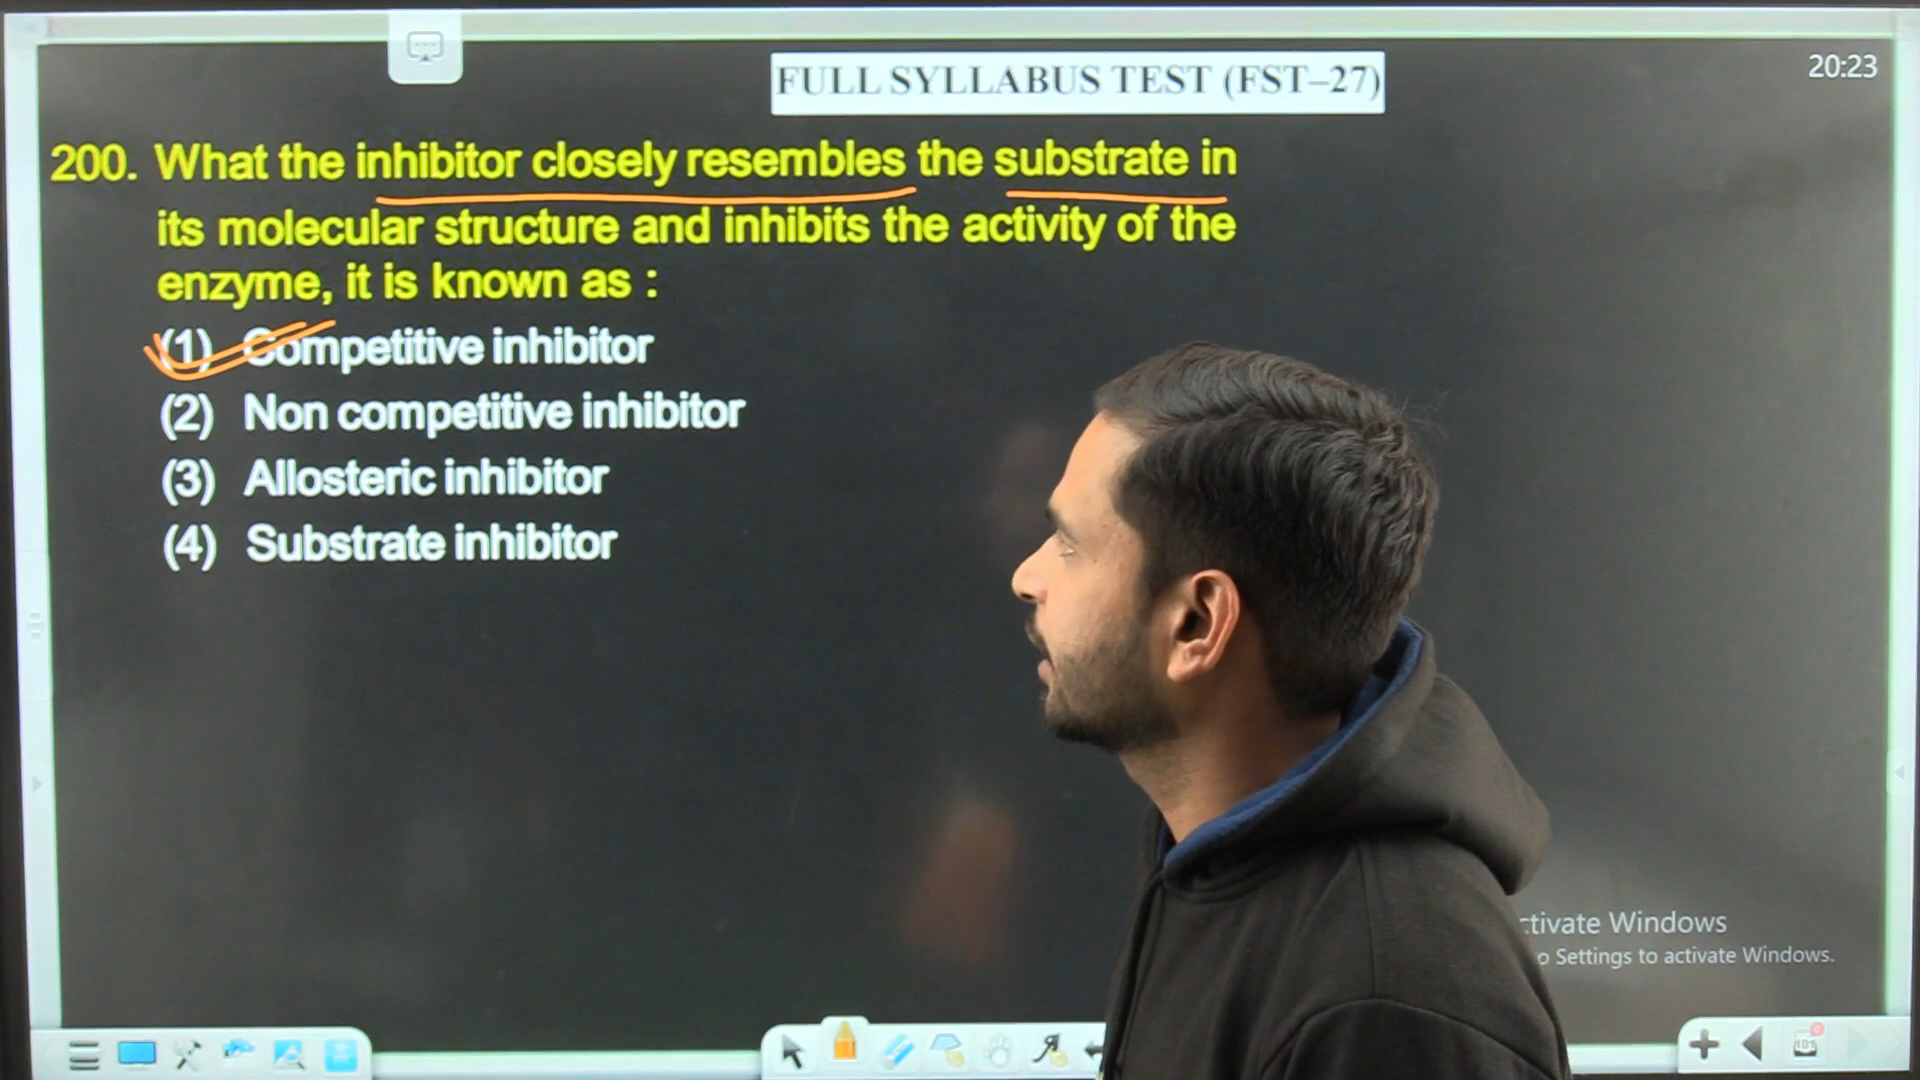 FULL SYLLABUS TEST (FST–27)
20:23
200. What the inhibitor closely resembles the substrate in
its molecular structure and inhibits the activity of the
enzyme, it is known as :
(1) Competitive inhibitor
(2) Non competitive inhibitor
(3) Allosteric inhibitor
(4) Substrate inhibitor
ctivate Windows
o Settings to activate Windows.